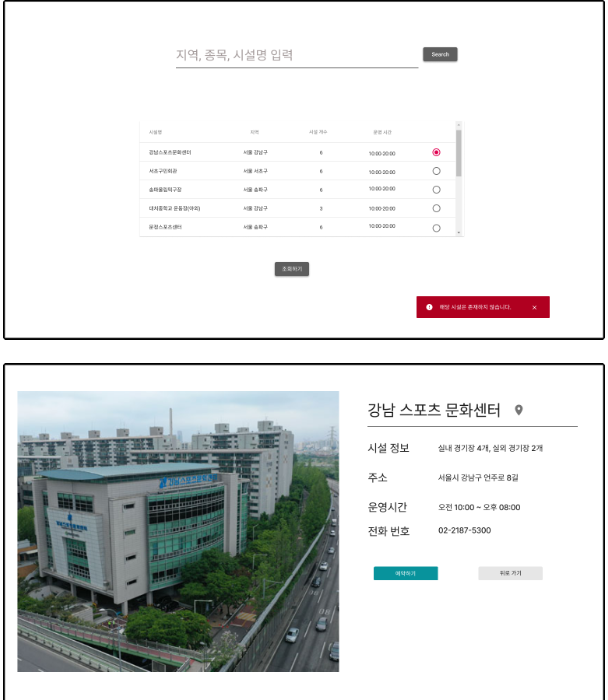 지역, 종목, 시설명 입력 Search
시설명 지역 시설 개수 운영 시간
강남스포츠문화센터 서울 강남구 6 10:00-20:00
서초구민회관 서울 서초구 6 10:00-20:00
송파올림픽구장 서울 송파구 6 10:00-20:00
대치중학교 운동장(야외) 서울 강남구 3 10:00-20:00
문정스포츠센터 서울 송파구 6 10:00-20:00
조회하기
해당 시설은 존재하지 않습니다. ×
강남 스포츠 문화센터
시설 정보 실내 경기장 4개, 실외 경기장 2개
주소 서울시 강남구 언주로 8길
운영시간 오전 10:00 ~ 오후 08:00
전화 번호 02-2187-5300
예약하기 뒤로 가기